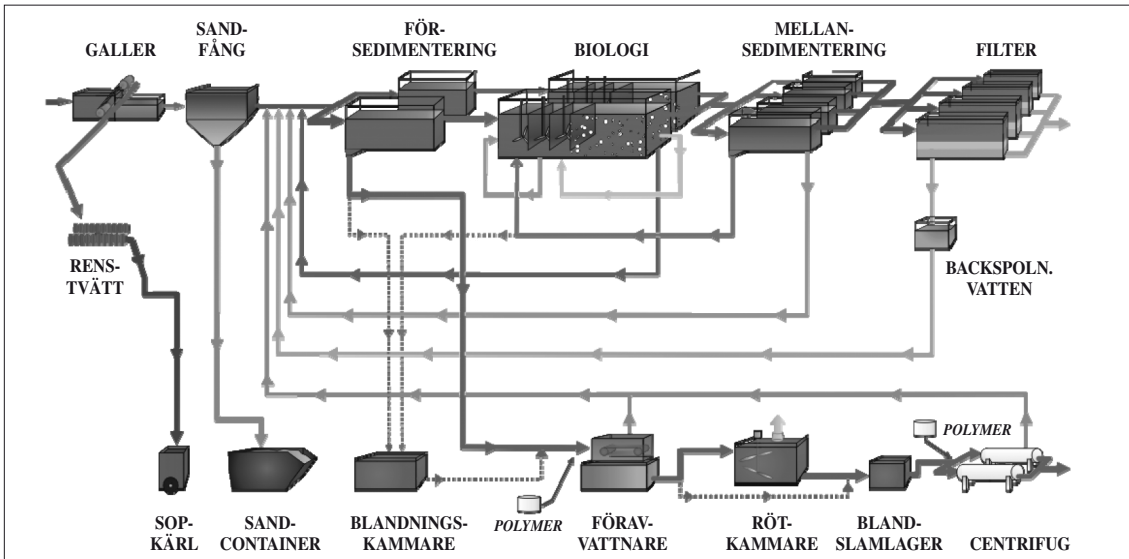 GALLER
SAND-
FÅNG
FÖR-
SEDIMENTERING
BIOLOGI
MELLAN-
SEDIMENTERING
FILTER
RENS-
TVÄTT
BACKSPOLN.
VATTEN
POLYMER
POLYMER
SOP-
KÄRL
SAND-
CONTAINER
BLANDNINGS-
KAMMARE
FÖRAV-
VATTNARE
RÖT-
KAMMARE
BLAND-
SLAMLAGER
CENTRIFUG